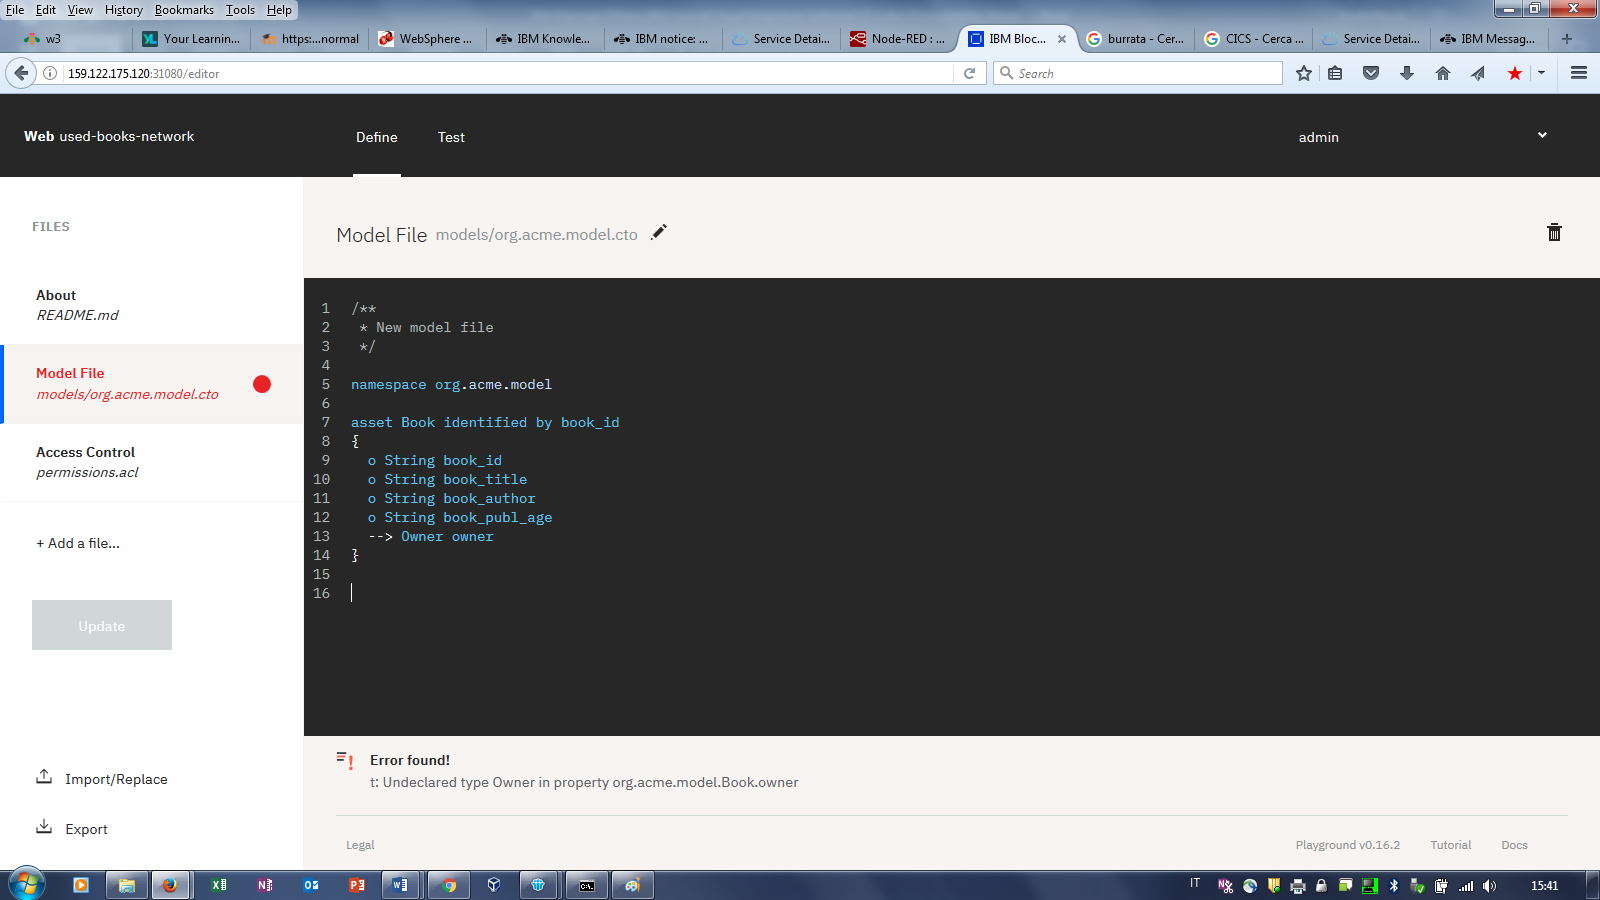 File Edit View History Bookmarks Tools Help
w3
Your Learnin...
https:...normal
WebSphere ...
IBM Knowle...
IBM notice: ...
Service Detai...
Node-RED : ...
IBM Bloc...
burrata - Cer...
CICS - Cerca ...
Service Detai...
IBM Messag...
159.122.175.120:31080/editor
Search
Web used-books-network
Define
Test
admin
FILES
About
README.md
Model File
models/org.acme.model.cto
Access Control
permissions.acl
+ Add a file...
Update
Import/Replace
Export
Model File models/org.acme.model.cto
1 /**
2  * New model file
3  */
4
5 namespace org.acme.model
6
7 asset Book identified by book_id
8 {
9   o String book_id
10   o String book_title
11   o String book_author
12   o String book_publ_age
13   --> Owner owner
14 }
15
16
Error found!
t: Undeclared type Owner in property org.acme.model.Book.owner
Legal
Playground v0.16.2
Tutorial
Docs
IT
15:41